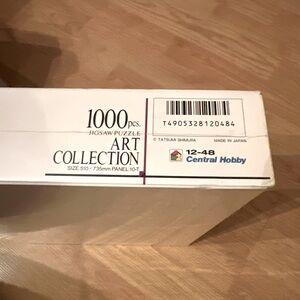 1000pcs.
JIGSAW-PUZZLE
ART
COLLECTION
SIZE 510×735mm PANEL 10-T
T4905328120484
© TATSUMI SHIMURA MADE IN JAPAN
12-48
Central Hobby